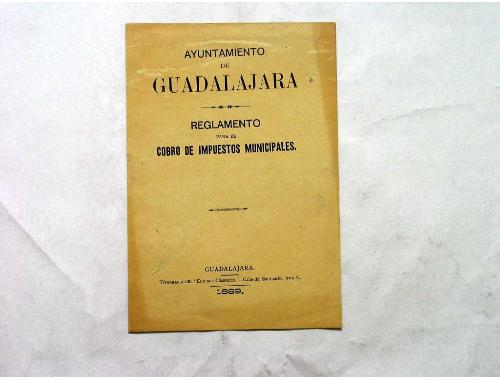 AYUNTAMIENTO
DE
GUADALAJARA
REGLAMENTO
PARA EL
COBRO DE IMPUESTOS MUNICIPALES.
GUADALAJARA.
1889.